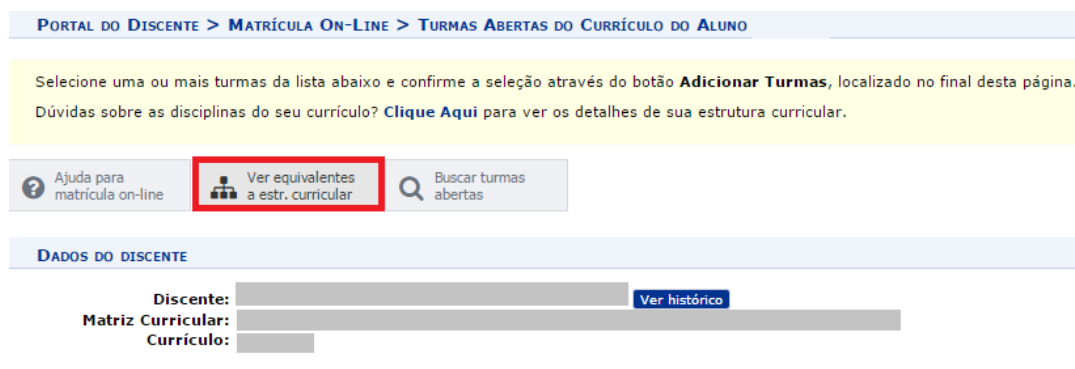 Portal do Discente > Matrícula On-Line > Turmas Abertas do Currículo do Aluno
Selecione uma ou mais turmas da lista abaixo e confirme a seleção através do botão Adicionar Turmas, localizado no final desta página.
Dúvidas sobre as disciplinas do seu currículo? Clique Aqui para ver os detalhes de sua estrutura curricular.
Ajuda para
matrícula on-line
Ver equivalentes
a estr. curricular
Buscar turmas
abertas
Dados do discente
Discente:
Ver histórico
Matriz Curricular:
Currículo: